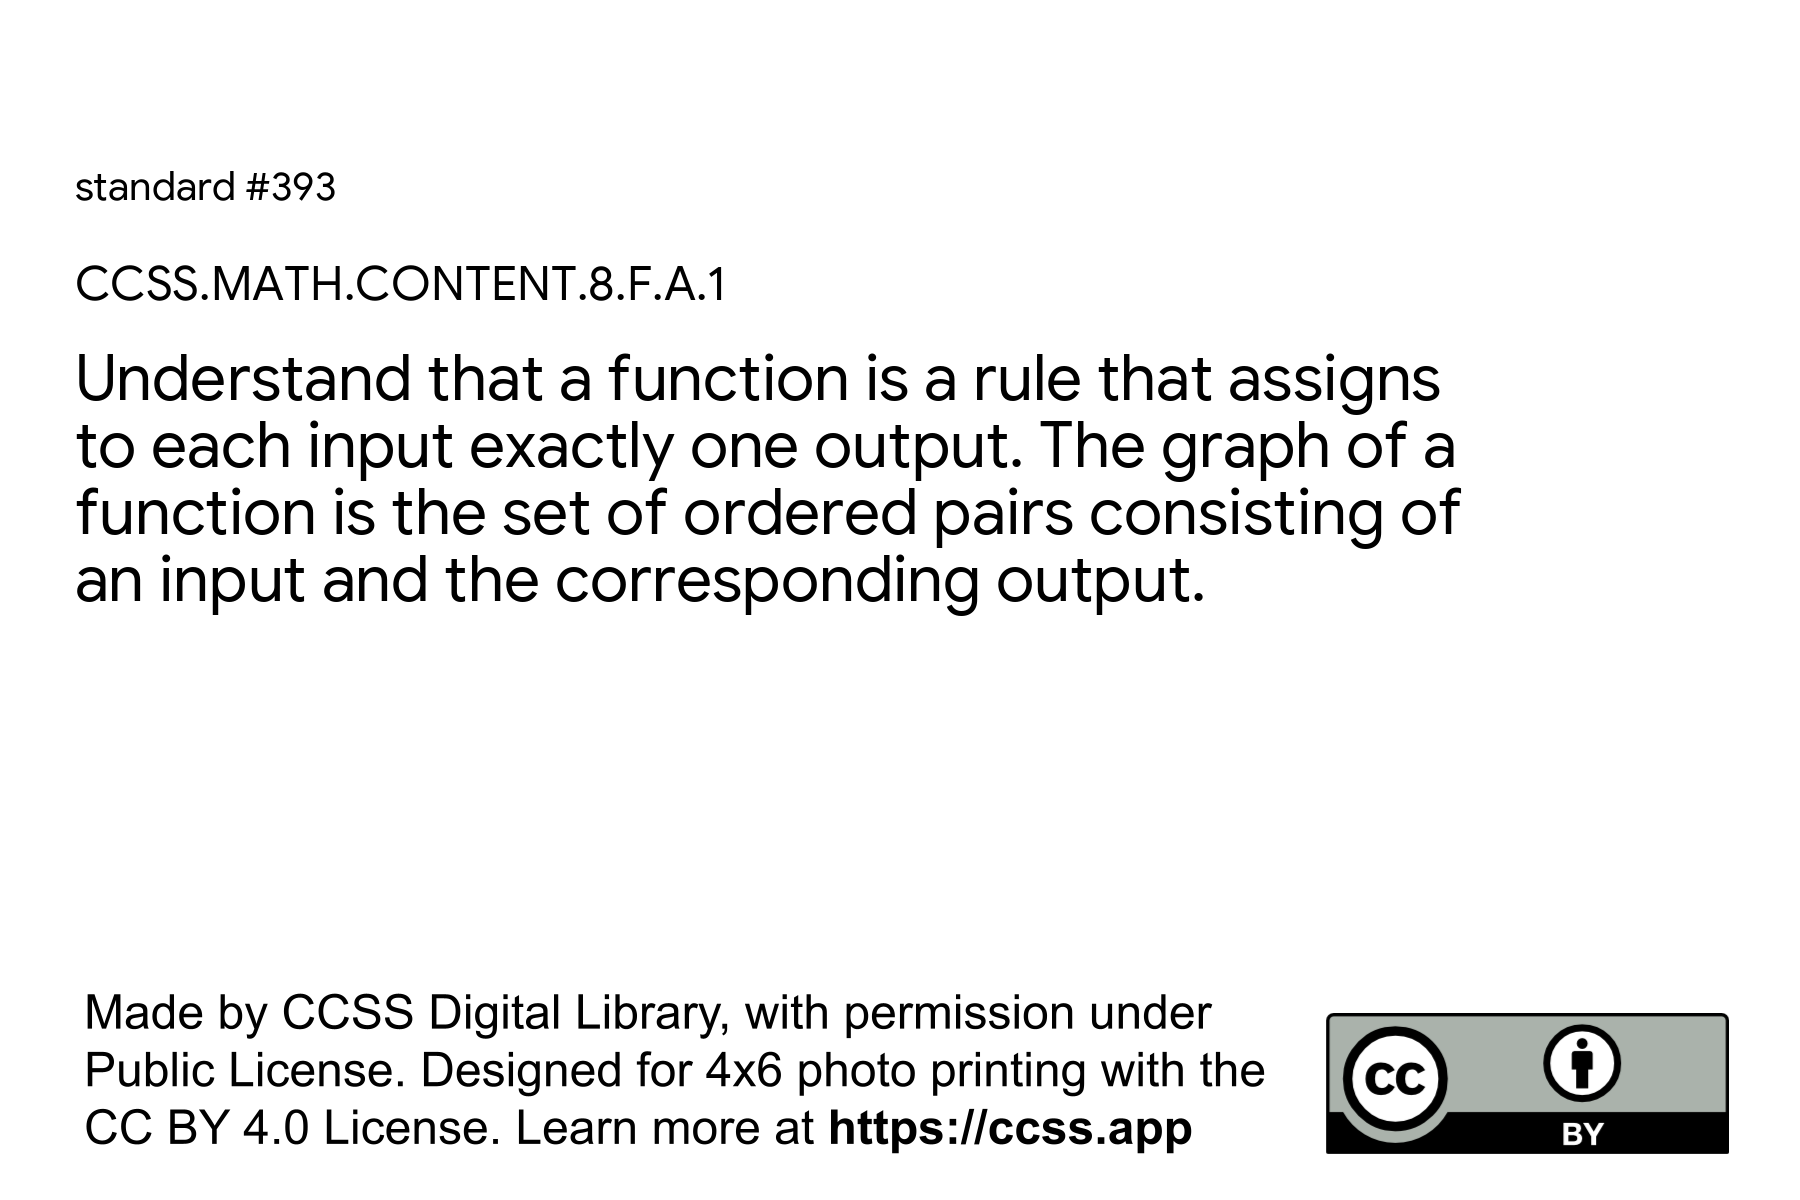 standard #393
CCSS.MATH.CONTENT.8.F.A.1
Understand that a function is a rule that assigns
to each input exactly one output. The graph of a
function is the set of ordered pairs consisting of
an input and the corresponding output.
Made by CCSS Digital Library, with permission under
Public License. Designed for 4x6 photo printing with the
CC BY 4.0 License. Learn more at https://ccss.app
cc
BY